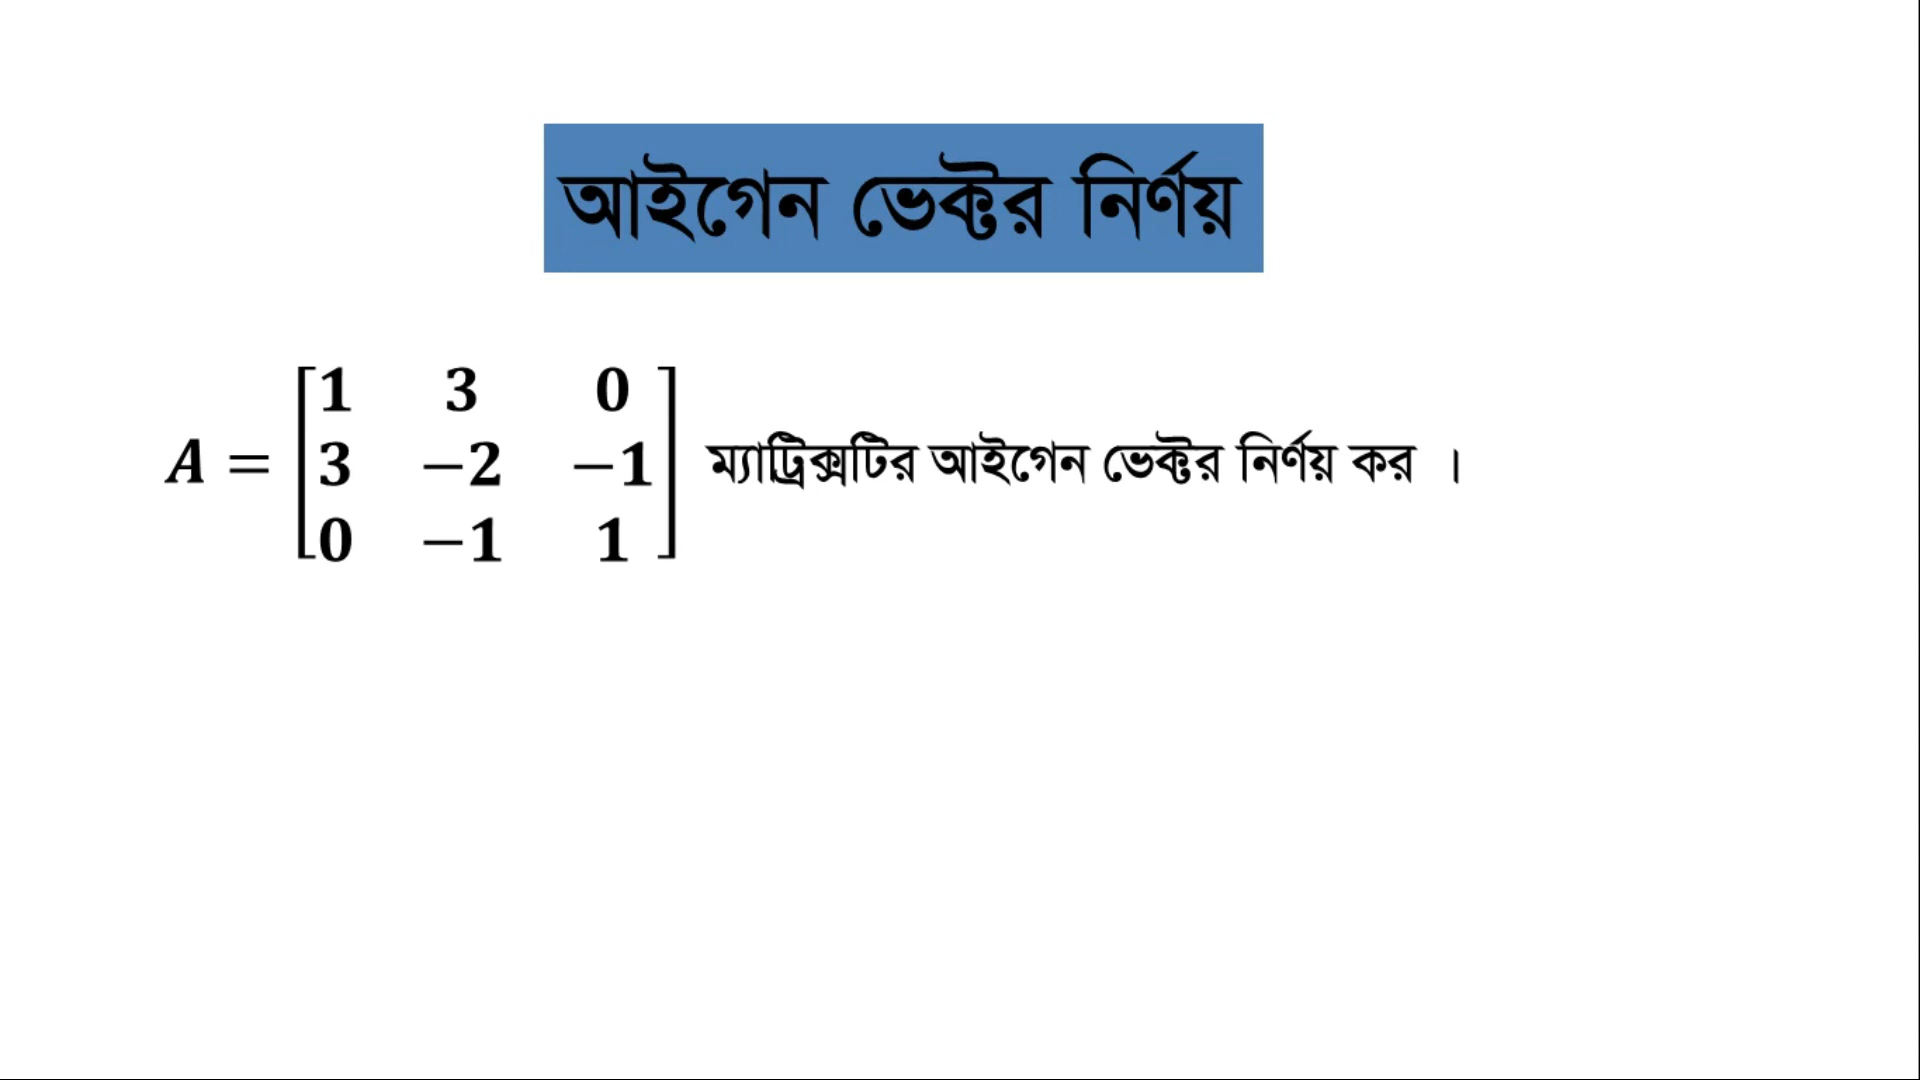 আইগেন ভেক্টর নির্ণয়
A = [1 3 0
3 −2 −1
0 −1 1] ম্যাট্রিক্সটির আইগেন ভেক্টর নির্ণয় কর ।